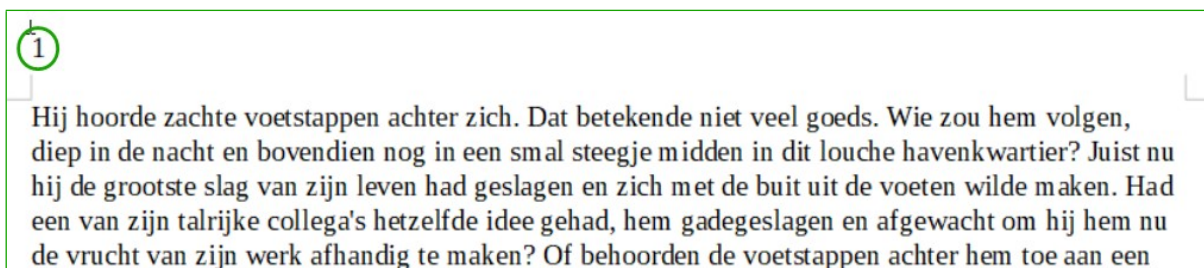 1
Hij hoorde zachte voetstappen achter zich. Dat betekende niet veel goeds. Wie zou hem volgen,
diep in de nacht en bovendien nog in een smal steegje midden in dit louche havenkwartier? Juist nu
hij de grootste slag van zijn leven had geslagen en zich met de buit uit de voeten wilde maken. Had
een van zijn talrijke collega's hetzelfde idee gehad, hem gadegeslagen en afgewacht om hij hem nu
de vrucht van zijn werk afhandig te maken? Of behoorden de voetstappen achter hem toe aan een